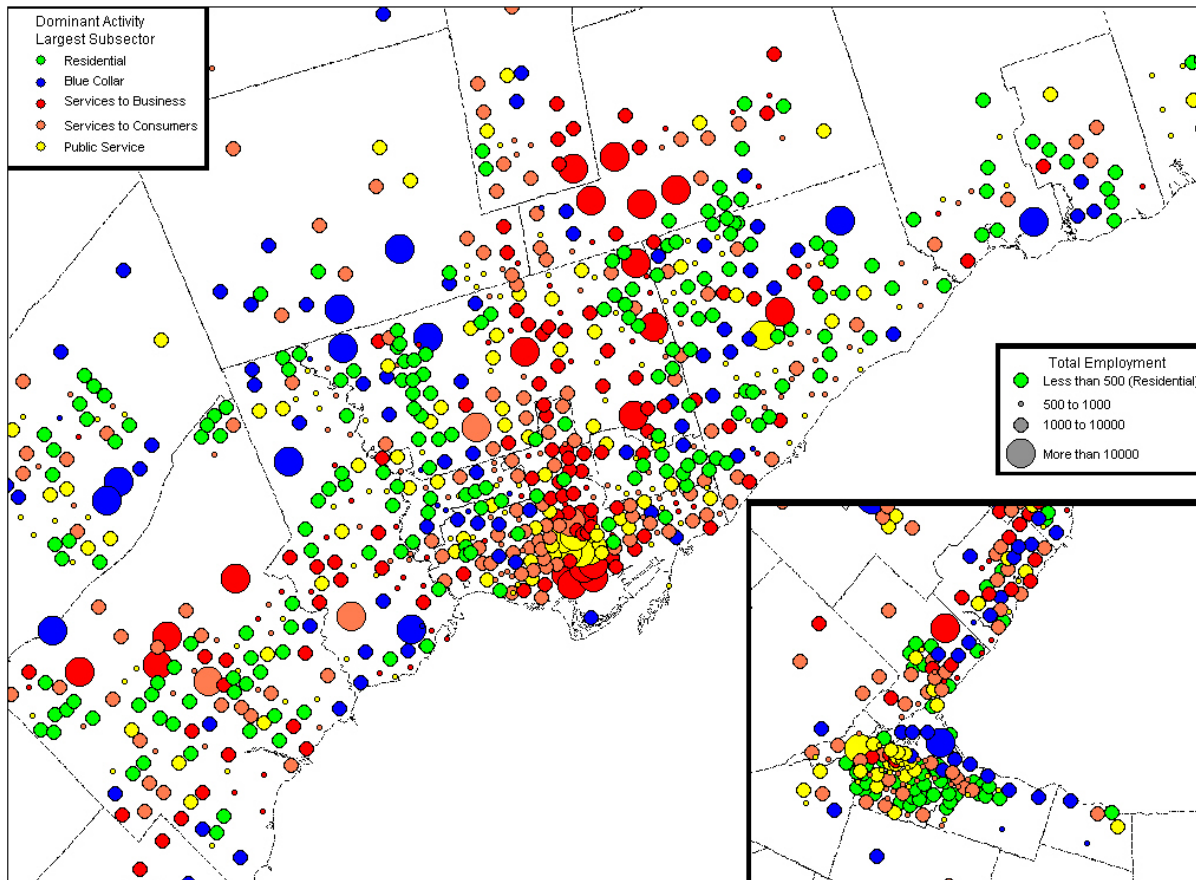 Dominant Activity
Largest Subsector
Residential
Blue Collar
Services to Business
Services to Consumers
Public Service
Total Employment
Less than 500 (Residential)
500 to 1000
1000 to 10000
More than 10000